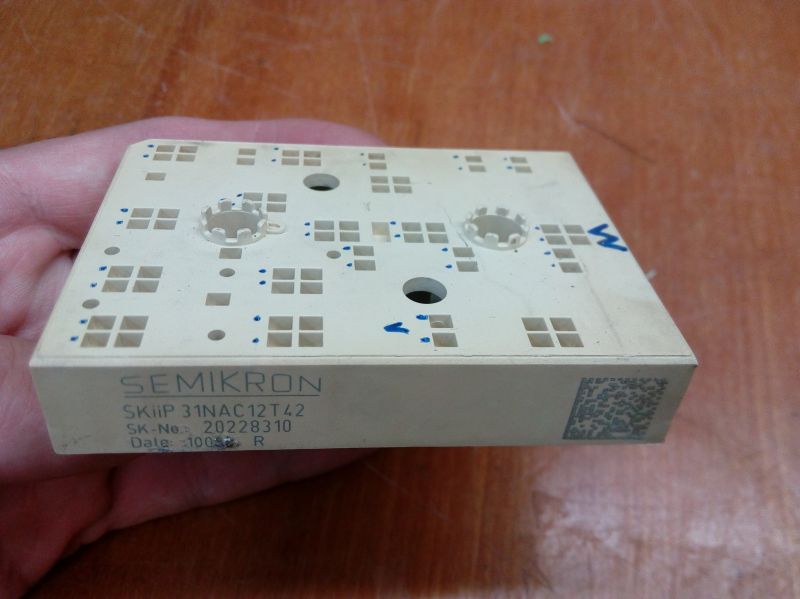 SEMIKRON
SKiiP 31NAC12T42
SK-No.: 20228310
Date: R